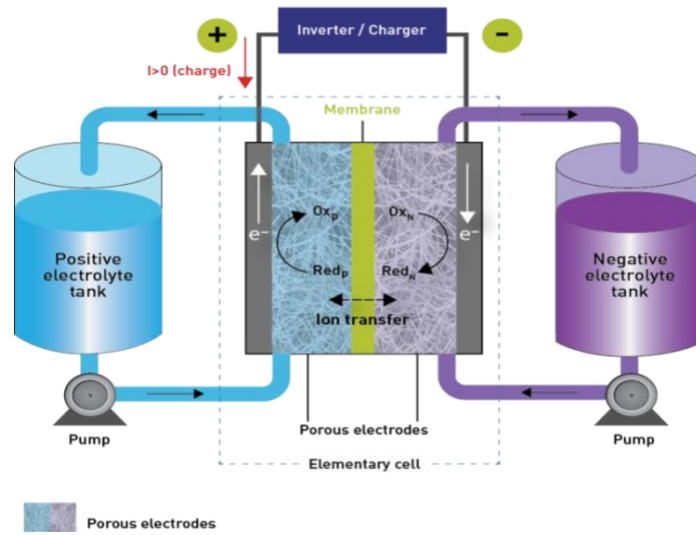 +
Inverter / Charger
-
I>0 (charge)
Membrane
Positive
electrolyte
tank
e⁻
Ox_P
Red_P
Ox_N
Red_N
e⁻
Ion transfer
Negative
electrolyte
tank
Pump
Porous electrodes
Pump
Elementary cell
Porous electrodes